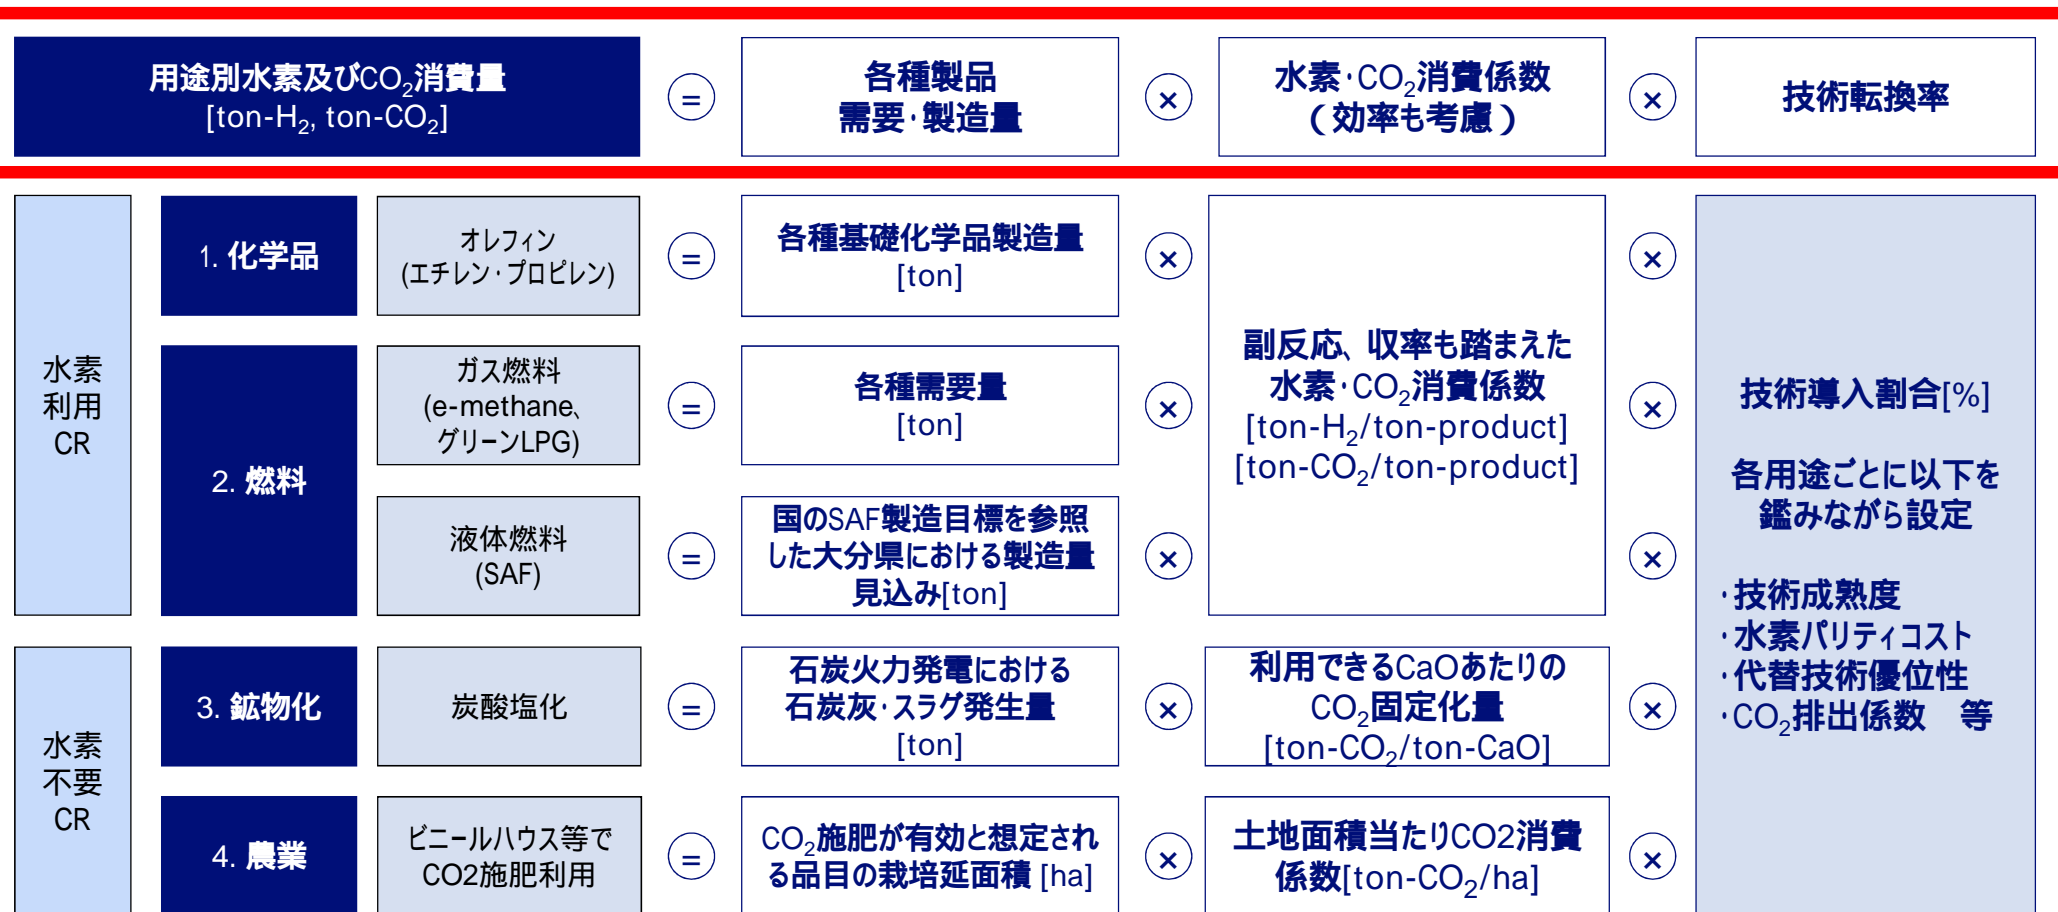 用途別水素及びCO₂消費量
[ton-H₂, ton-CO₂]
=
各種製品
需要・製造量
×
水素・CO₂消費係数
（効率も考慮）
×
技術転換率
水素
利用
CR
1. 化学品
オレフィン
(エチレン・プロピレン)
=
各種基礎化学品製造量
[ton]
×
副反応、収率も踏まえた
水素・CO₂消費係数
[ton-H₂/ton-product]
[ton-CO₂/ton-product]
×
技術導入割合[%]
各用途ごとに以下を
鑑みながら設定
・技術成熟度
・水素パリティコスト
・代替技術優位性
・CO₂排出係数　等
2. 燃料
ガス燃料
(e-methane、
グリーンLPG)
=
各種需要量
[ton]
×
×
液体燃料
(SAF)
=
国のSAF製造目標を参照
した大分県における製造量
見込み[ton]
×
×
水素
不要
CR
3. 鉱物化
炭酸塩化
=
石炭火力発電における
石炭灰・スラグ発生量
[ton]
×
利用できるCaOあたりの
CO₂固定化量
[ton-CO₂/ton-CaO]
×
4. 農業
ビニールハウス等で
CO2施肥利用
=
CO₂施肥が有効と想定され
る品目の栽培延面積 [ha]
×
土地面積当たりCO2消費
係数[ton-CO₂/ha]
×